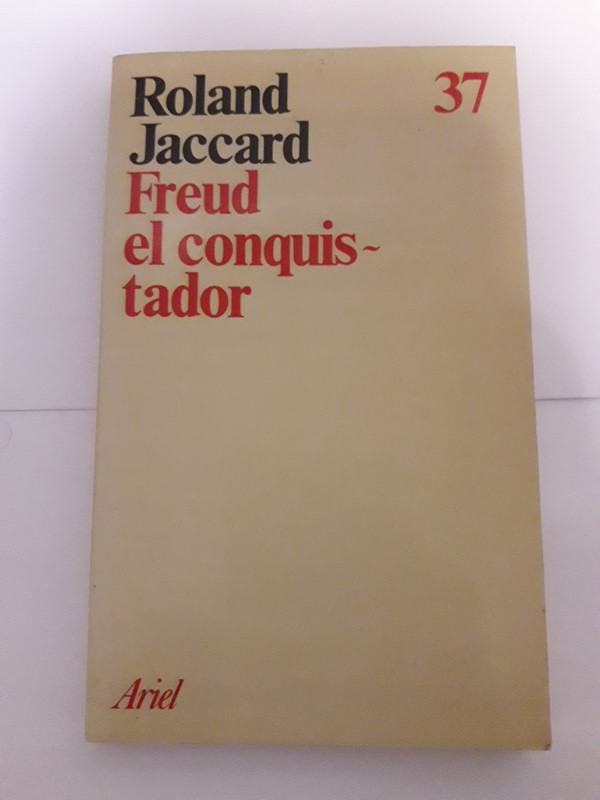 Roland
Jaccard
37
Freud
el conquis~
tador
Ariel